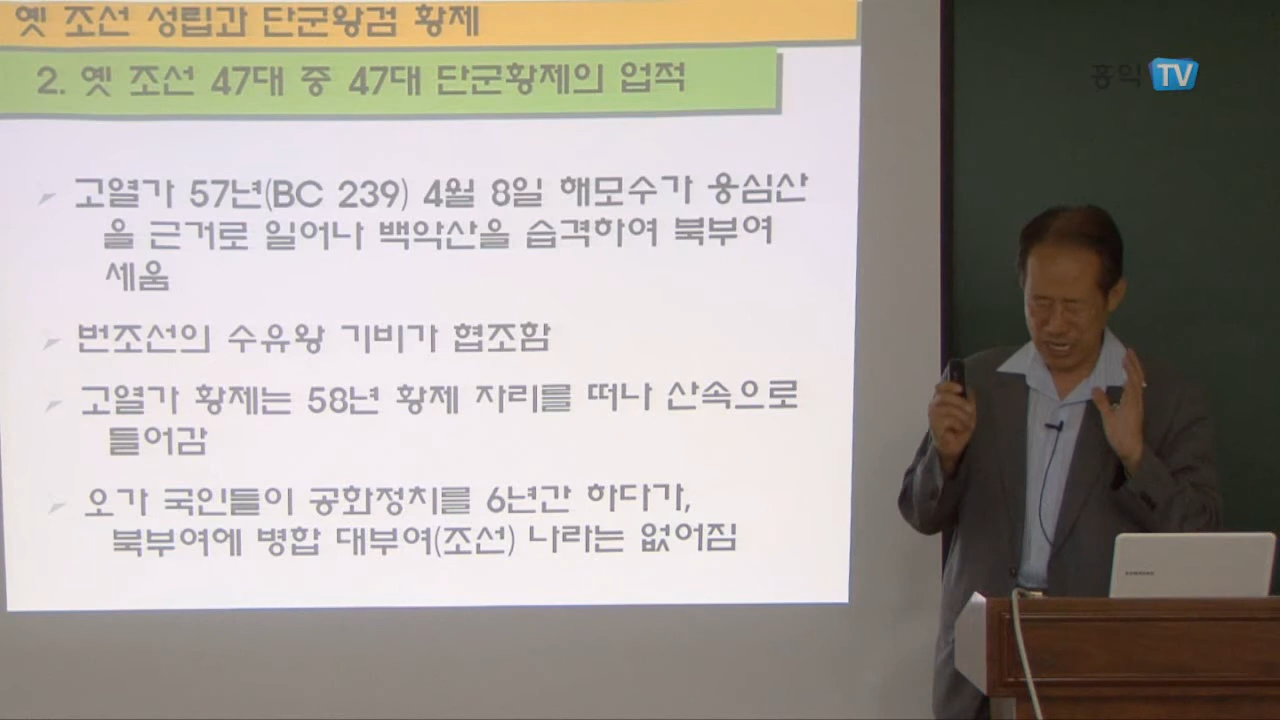 옛 조선 성립과 단군왕검 황제
2. 옛 조선 47대 중 47대 단군황제의 업적
홍익TV
고열가 57년(BC 239) 4월 8일 해모수가 웅심산
을 근거로 일어나 백악산을 습격하여 북부여
세움
번조선의 수유왕 기비가 협조함
고열가 황제는 58년 황제 자리를 떠나 산속으로
들어감
오가 국인들이 공화정치를 6년간 하다가,
북부여에 병합 대부여(조선) 나라는 없어짐
SAMSUNG